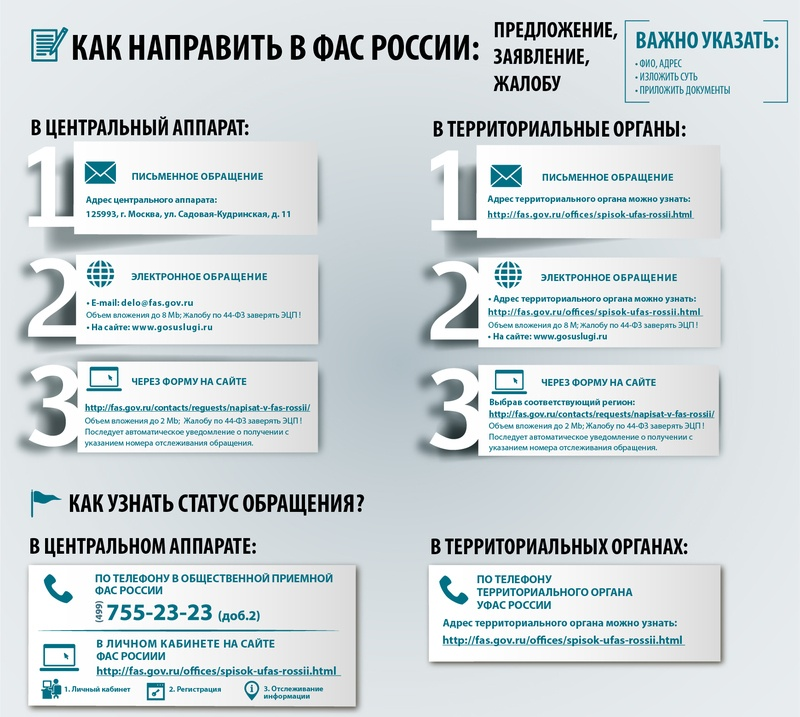 КАК НАПРАВИТЬ В ФАС РОССИИ:
ПРЕДЛОЖЕНИЕ,
ЗАЯВЛЕНИЕ,
ЖАЛОБУ
ВАЖНО УКАЗАТЬ:
• ФИО, АДРЕС
• ИЗЛОЖИТЬ СУТЬ
• ПРИЛОЖИТЬ ДОКУМЕНТЫ
В ЦЕНТРАЛЬНЫЙ АППАРАТ:
1
ПИСЬМЕННОЕ ОБРАЩЕНИЕ
Адрес центрального аппарата:
125993, г. Москва, ул. Садовая-Кудринская, д. 11
2
ЭЛЕКТРОННОЕ ОБРАЩЕНИЕ
• E-mail: delo@fas.gov.ru
Объем вложения до 8 Mb; Жалобу по 44-ФЗ заверять ЭЦП !
• На сайте: www.gosuslugi.ru
3
ЧЕРЕЗ ФОРМУ НА САЙТЕ
http://fas.gov.ru/contacts/reguests/napisat-v-fas-rossii/
Объем вложения до 2 Mb; Жалобу по 44-ФЗ заверять ЭЦП !
Последует автоматическое уведомление о получении с
указанием номера отслеживания обращения.
В ТЕРРИТОРИАЛЬНЫЕ ОРГАНЫ:
1
ПИСЬМЕННОЕ ОБРАЩЕНИЕ
Адрес территориального органа можно узнать:
http://fas.gov.ru/offices/spisok-ufas-rossii.html
2
ЭЛЕКТРОННОЕ ОБРАЩЕНИЕ
• Адрес территориального органа можно узнать:
http://fas.gov.ru/offices/spisok-ufas-rossii.html
Объем вложения до 8 М; Жалобу по 44-ФЗ заверять ЭЦП !
• На сайте: www.gosuslugi.ru
3
ЧЕРЕЗ ФОРМУ НА САЙТЕ
Выбрав соответствующий регион:
http://fas.gov.ru/contacts/requests/napisat-v-fas-rossii/
Объем вложения до 2 Mb; Жалобу по 44-ФЗ заверять ЭЦП !
Последует автоматическое уведомление о получении с
указанием номера отслеживания обращения.
КАК УЗНАТЬ СТАТУС ОБРАЩЕНИЯ?
В ЦЕНТРАЛЬНОМ АППАРАТЕ:
ПО ТЕЛЕФОНУ В ОБЩЕСТВЕННОЙ ПРИЕМНОЙ
ФАС РОССИИ
(499) 755-23-23 (доб.2)
В ЛИЧНОМ КАБИНЕТЕ НА САЙТЕ
ФАС РОСИИИ
http://fas.gov.ru/offices/spisok-ufas-rossii.html
1. Личный кабинет
2. Регистрация
3. Отслеживание
информации
В ТЕРРИТОРИАЛЬНЫХ ОРГАНАХ:
ПО ТЕЛЕФОНУ
ТЕРРИТОРИАЛЬНОГО ОРГАНА
УФАС РОССИИ
Адрес территориального органа можно узнать:
http://fas.gov.ru/offices/spisok-ufas-rossii.html